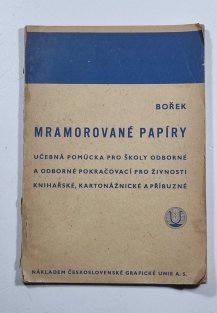 BOŘEK
MRAMOROVANÉ PAPÍRY
UČEBNÁ POMŮCKA PRO ŠKOLY ODBORNÉ
A ODBORNÉ POKRAČOVACÍ PRO ŽIVNOSTI
KNIHAŘSKÉ, KARTONÁŽNICKÉ A PŘÍBUZNÉ
NÁKLADEM ČESKOSLOVENSKÉ GRAFICKÉ UNIE A. S.